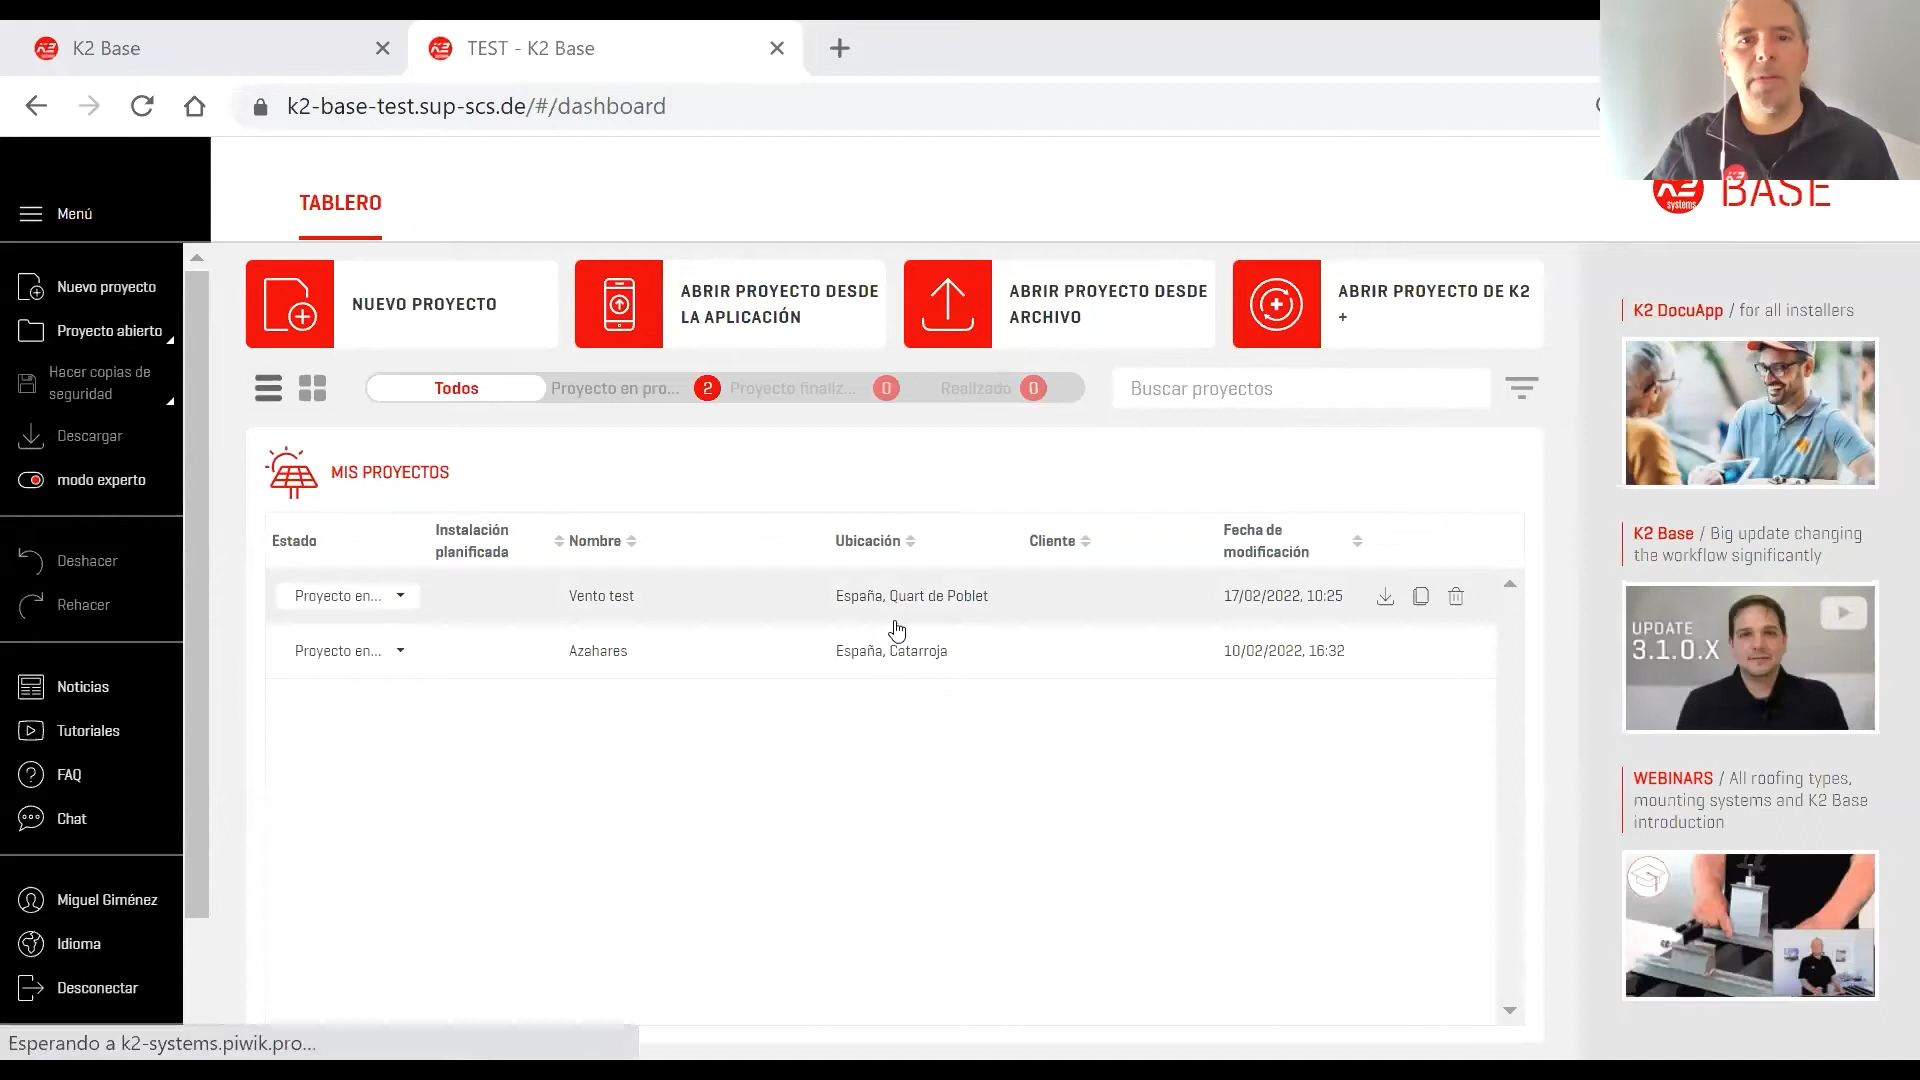 K2 Base
TEST - K2 Base
k2-base-test.sup-scs.de/#/dashboard
Menú
TABLERO
K2
systems
BASE
Nuevo proyecto
Proyecto abierto
Hacer copias de
seguridad
Descargar
modo experto
Deshacer
Rehacer
Noticias
Tutoriales
FAQ
Chat
Miguel Giménez
Idioma
Desconectar
NUEVO PROYECTO
ABRIR PROYECTO DESDE
LA APLICACIÓN
ABRIR PROYECTO DESDE
ARCHIVO
ABRIR PROYECTO DE K2
+
Todos
Proyecto en pro... 2
Proyecto finaliz... 0
Realizado 0
Buscar proyectos
MIS PROYECTOS
Estado
Instalación
planificada
Nombre
Ubicación
Cliente
Fecha de
modificación
Proyecto en... Vento test España, Quart de Poblet 17/02/2022, 10:25
Proyecto en... Azahares España, Catarroja 10/02/2022, 16:32
K2 DocuApp / for all installers
K2 Base / Big update changing
the workflow significantly
UPDATE
3.1.0.X
WEBINARS / All roofing types,
mounting systems and K2 Base
introduction
Esperando a k2-systems.piwik.pro...